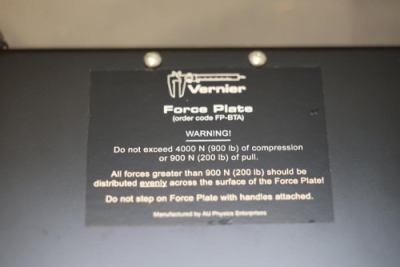 Vernier
Force Plate
(order code FP-BTA)
WARNING!
Do not exceed 4000 N (900 lb) of compression
or 900 N (200 lb) of pull.
All forces greater than 900 N (200 lb) should be
distributed evenly across the surface of the Force Plate!
Do not step on Force Plate with handles attached.
Manufactured by AU Physics Enterprises